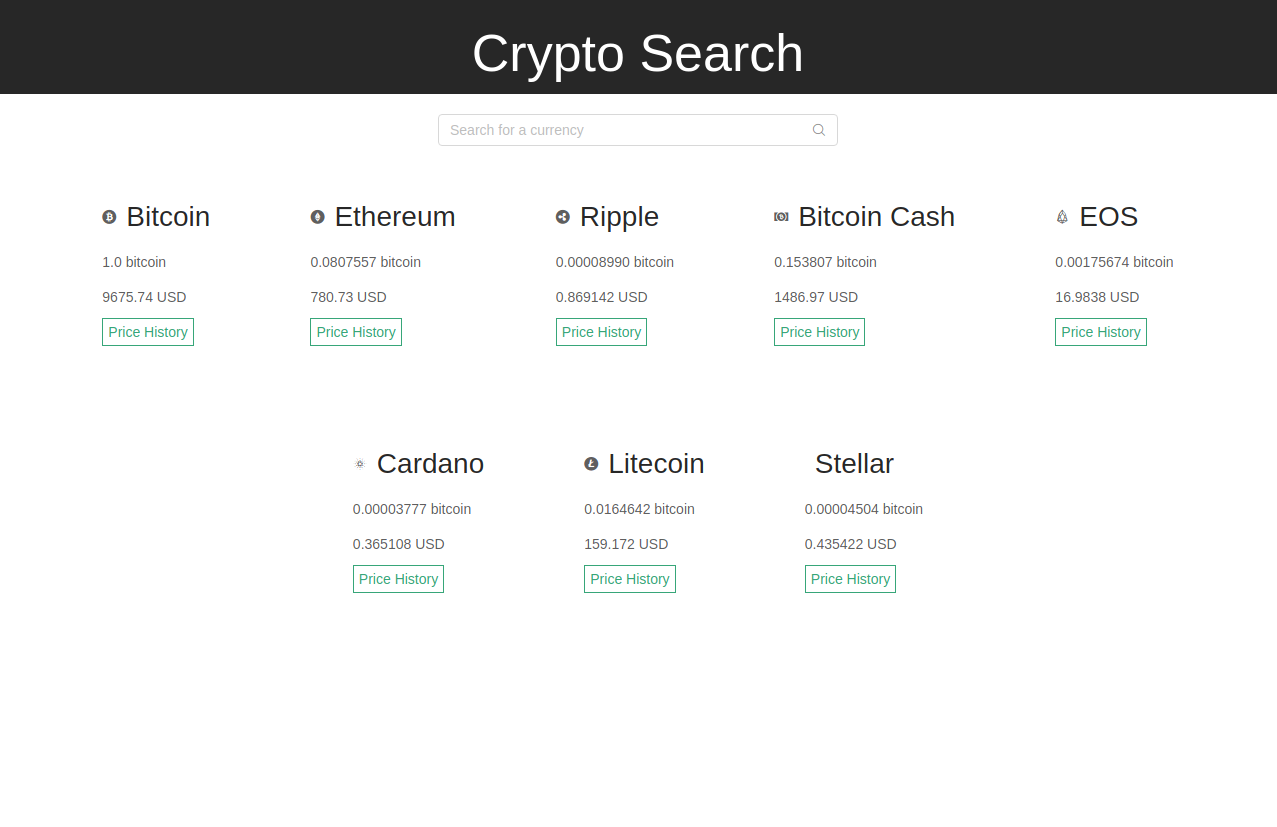 Crypto Search
Search for a currency
Bitcoin
1.0 bitcoin
9675.74 USD
Price History
Ethereum
0.0807557 bitcoin
780.73 USD
Price History
Ripple
0.00008990 bitcoin
0.869142 USD
Price History
Bitcoin Cash
0.153807 bitcoin
1486.97 USD
Price History
EOS
0.00175674 bitcoin
16.9838 USD
Price History
Cardano
0.00003777 bitcoin
0.365108 USD
Price History
Litecoin
0.0164642 bitcoin
159.172 USD
Price History
Stellar
0.00004504 bitcoin
0.435422 USD
Price History